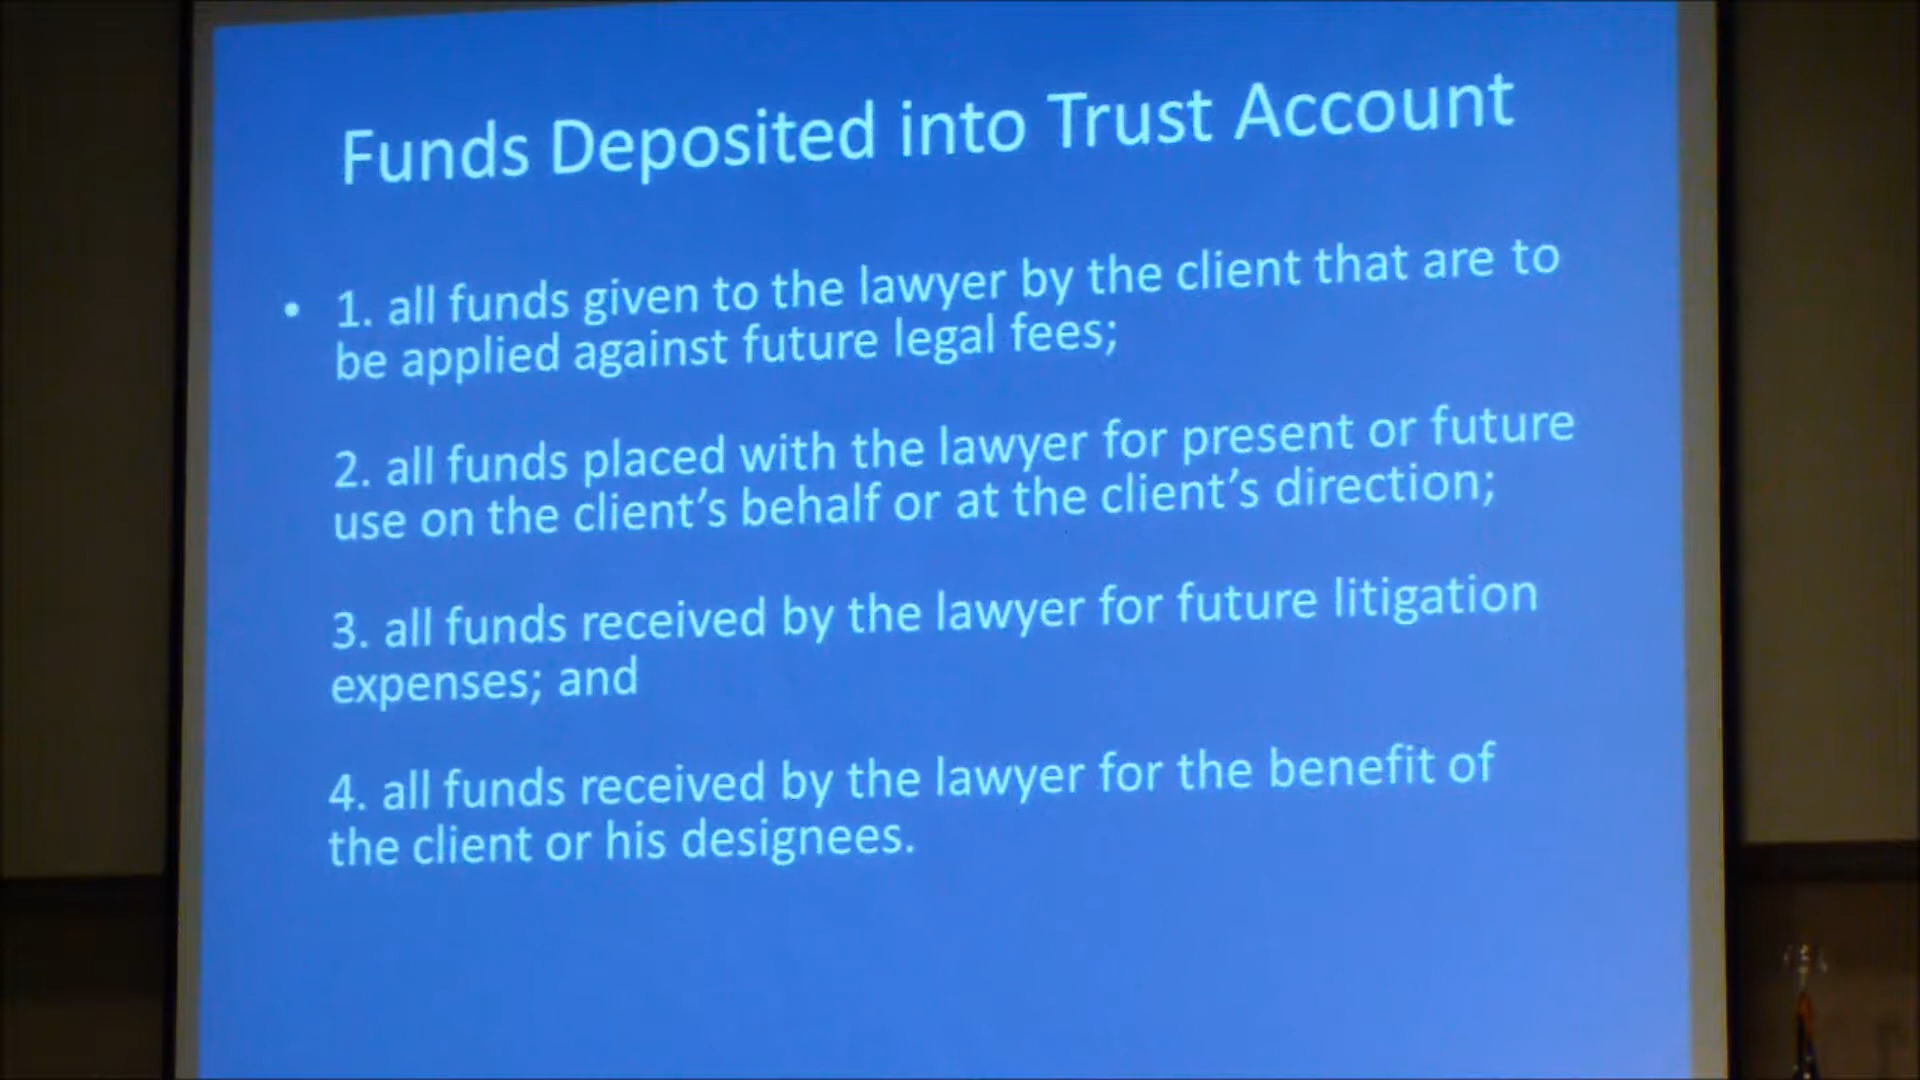 Funds Deposited into Trust Account
• 1. all funds given to the lawyer by the client that are to
be applied against future legal fees;
2. all funds placed with the lawyer for present or future
use on the client’s behalf or at the client’s direction;
3. all funds received by the lawyer for future litigation
expenses; and
4. all funds received by the lawyer for the benefit of
the client or his designees.